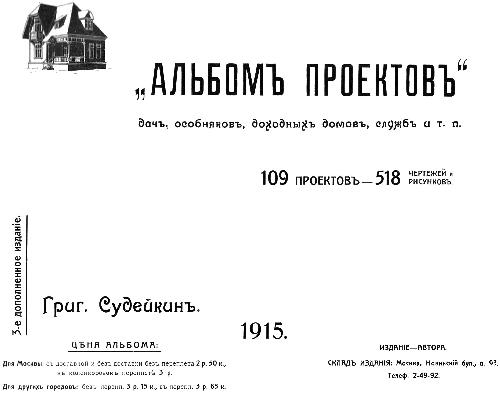 „АЛЬБОМЪ ПРОЕКТОВЪ“
дачъ, особняковъ, доходныхъ домовъ, службъ и т. п.
109 ПРОЕКТОВЪ—518 ЧЕРТЕЖЕЙ и
РИСУНКОВЪ
3-е дополненное издание.
Григ. Судейкинъ.
1915.
ЦѢНА АЛЬБОМА:
Для Москвы: съ доставкой и безъ доставки безъ переплета 2 р. 50 к.,
въ коленкоровомъ переплетѣ 3 р.
Для другихъ городовъ: безъ перепл. 3 р. 15 к., съ перепл. 3 р. 65 к.
ИЗДАНІЕ—АВТОРА.
СКЛАДЪ ИЗДАНІЯ: Москва, Новинскій бул., д. 93.
Телеф. 2-49-92.